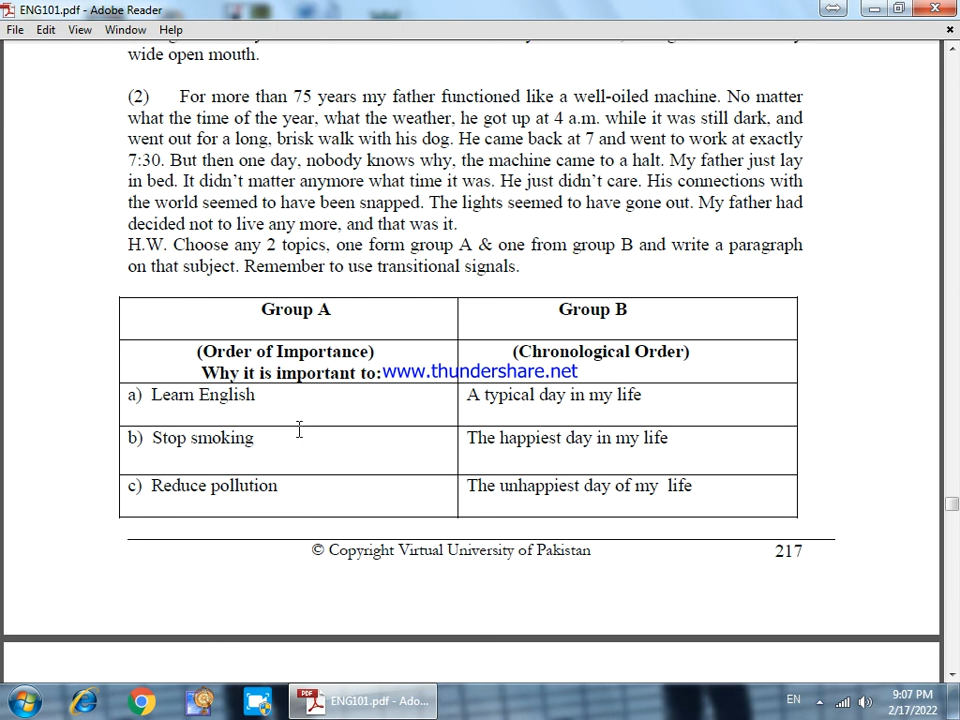 ENG101.pdf - Adobe Reader
File Edit View Window Help
wide open mouth.
(2) For more than 75 years my father functioned like a well-oiled machine. No matter
what the time of the year, what the weather, he got up at 4 a.m. while it was still dark, and
went out for a long, brisk walk with his dog. He came back at 7 and went to work at exactly
7:30. But then one day, nobody knows why, the machine came to a halt. My father just lay
in bed. It didn't matter anymore what time it was. He just didn't care. His connections with
the world seemed to have been snapped. The lights seemed to have gone out. My father had
decided not to live any more, and that was it.
H.W. Choose any 2 topics, one form group A & one from group B and write a paragraph
on that subject. Remember to use transitional signals.
Group A Group B
(Order of Importance) (Chronological Order)
Why it is important to: www.thundershare.net
a) Learn English A typical day in my life
b) Stop smoking The happiest day in my life
c) Reduce pollution The unhappiest day of my life
© Copyright Virtual University of Pakistan 217
PDF ENG101.pdf - Ado... EN 9:07 PM
2/17/2022